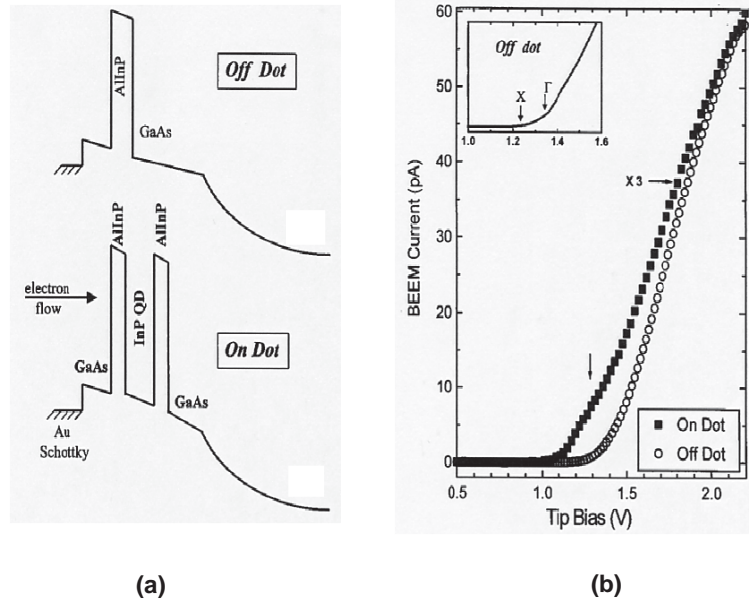 AlInP
Off Dot
GaAs
AlInP
AlInP
electron
flow
InP QD
On Dot
GaAs
GaAs
Au
Schottky
(a)
60
50
40
30
20
10
0
BEEM Current (pA)
Off dot
X
Γ
1.0 1.2 1.4 1.6
X 3
On Dot
Off Dot
0.5 1.0 1.5 2.0
Tip Bias (V)
(b)